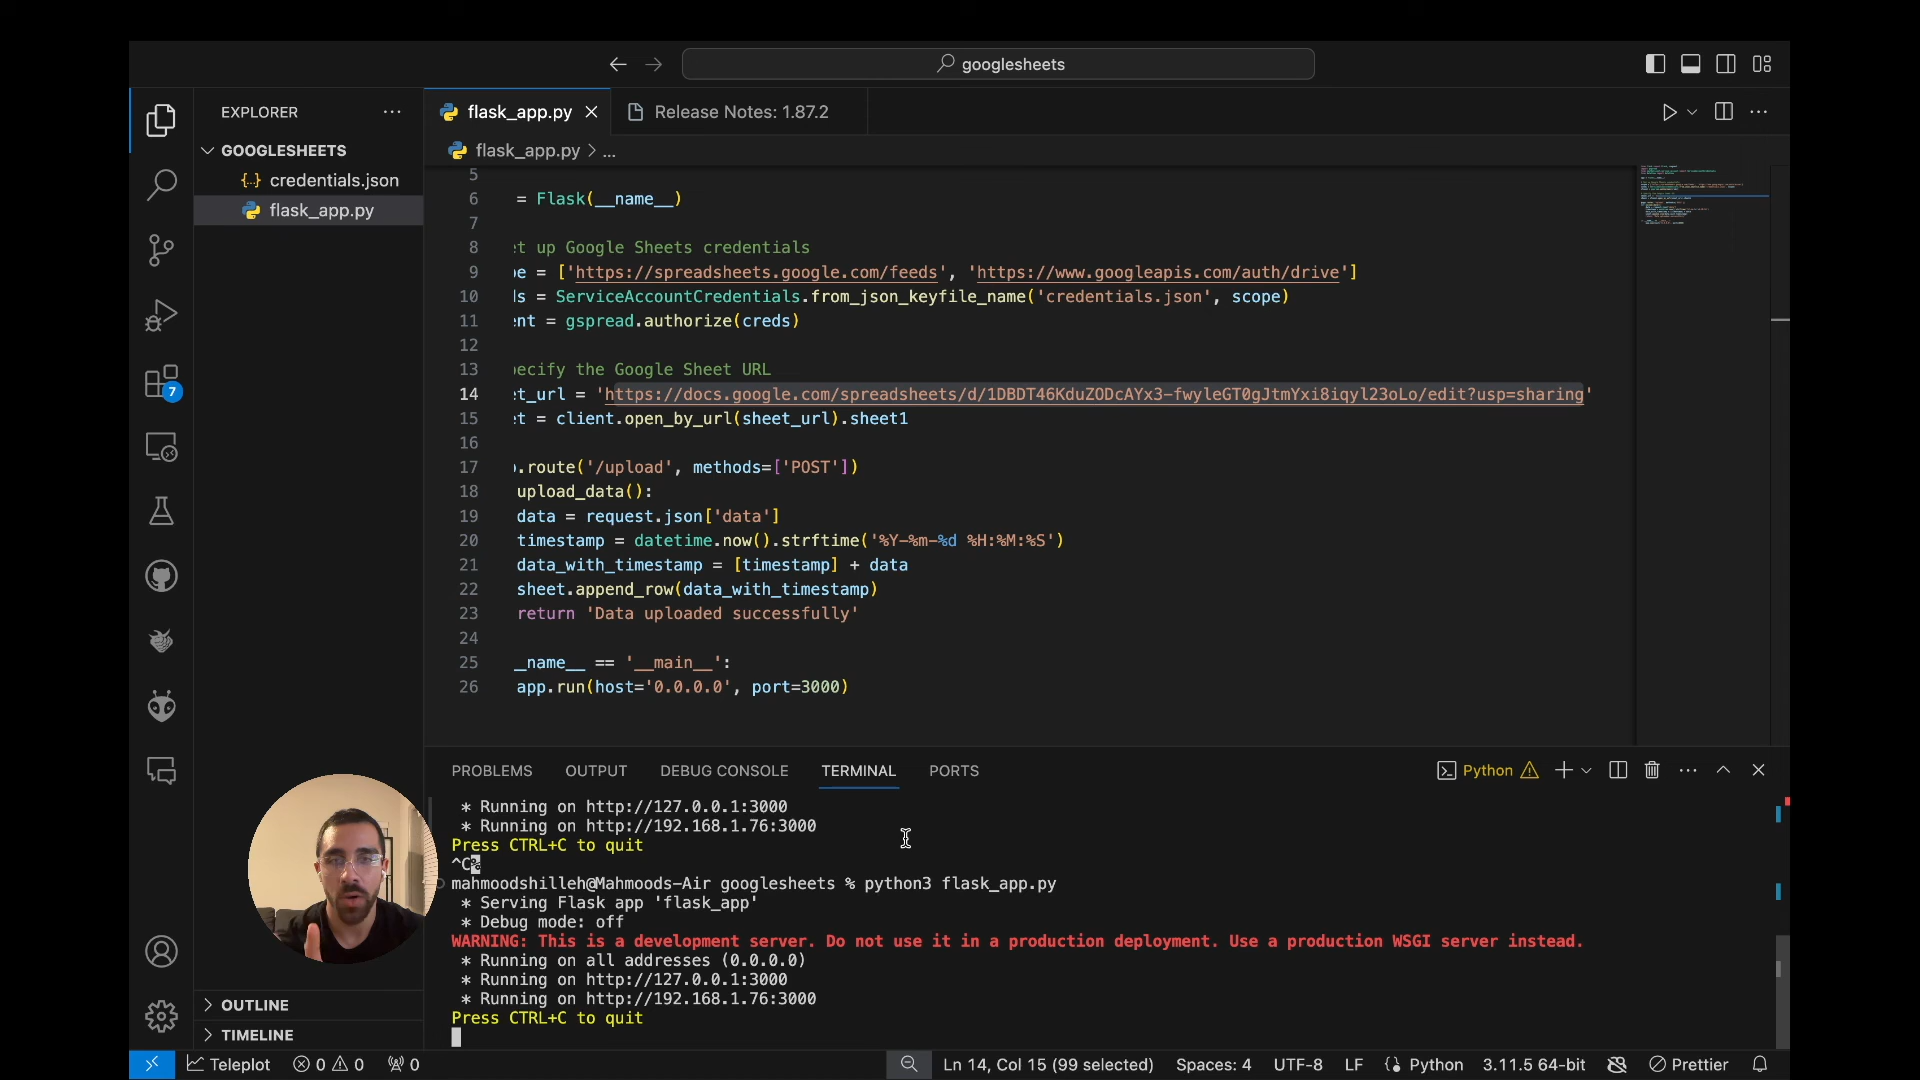 googlesheets
EXPLORER
flask_app.py
Release Notes: 1.87.2
GOOGLESHEETS
flask_app.py > ...
{..} credentials.json
flask_app.py
5
6 = Flask(__name__)
7
8 et up Google Sheets credentials
9 pe = ['https://spreadsheets.google.com/feeds', 'https://www.googleapis.com/auth/drive']
10 ds = ServiceAccountCredentials.from_json_keyfile_name('credentials.json', scope)
11 ent = gspread.authorize(creds)
12
13 pecify the Google Sheet URL
14 et_url = 'https://docs.google.com/spreadsheets/d/1DBDT46KduZODcAYx3-fwyleGT0gJtmYxi8iqyl23oLo/edit?usp=sharing'
15 et = client.open_by_url(sheet_url).sheet1
16
17 .route('/upload', methods=['POST'])
18 upload_data():
19 data = request.json['data']
20 timestamp = datetime.now().strftime('%Y-%m-%d %H:%M:%S')
21 data_with_timestamp = [timestamp] + data
22 sheet.append_row(data_with_timestamp)
23 return 'Data uploaded successfully'
24
25 __name__ == '__main__':
26 app.run(host='0.0.0.0', port=3000)
7
PROBLEMS OUTPUT DEBUG CONSOLE TERMINAL PORTS
Python
* Running on http://127.0.0.1:3000
* Running on http://192.168.1.76:3000
Press CTRL+C to quit
^C%
mahmoodshilleh@Mahmoods-Air googlesheets % python3 flask_app.py
* Serving Flask app 'flask_app'
* Debug mode: off
WARNING: This is a development server. Do not use it in a production deployment. Use a production WSGI server instead.
* Running on all addresses (0.0.0.0)
* Running on http://127.0.0.1:3000
* Running on http://192.168.1.76:3000
Press CTRL+C to quit
OUTLINE
TIMELINE
Teleplot 0 0 0 Ln 14, Col 15 (99 selected) Spaces: 4 UTF-8 LF Python 3.11.5 64-bit Prettier